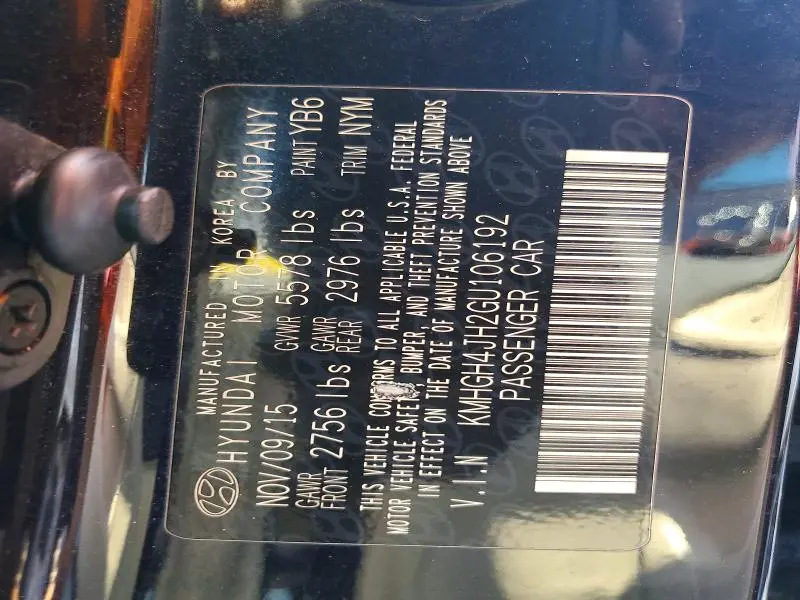 MANUFACTURED IN KOREA BY
HYUNDAI MOTOR COMPANY
NOV/09/15 GVWR 5578 lbs PAINT YB6
GAWR FRONT 2756 lbs GAWR REAR 2976 lbs TRIM NYM
THIS VEHICLE CONFORMS TO ALL APPLICABLE U.S.A. FEDERAL
MOTOR VEHICLE SAFETY, BUMPER, AND THEFT PREVENTION STANDARDS
IN EFFECT ON THE DATE OF MANUFACTURE SHOWN ABOVE
V.I.N KMHGH4JH2GU106192
PASSENGER CAR